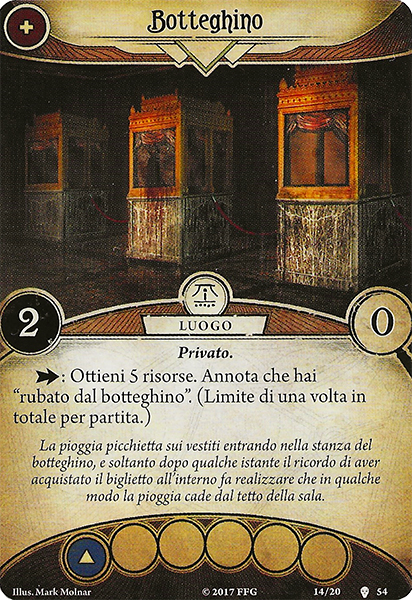 Botteghino
2
0
LUOGO
Privato.
: Ottieni 5 risorse. Annota che hai
“rubato dal botteghino”. (Limite di una volta in
totale per partita.)
La pioggia picchietta sui vestiti entrando nella stanza del
botteghino, e soltanto dopo qualche istante il ricordo di aver
acquistato il biglietto all’interno fa realizzare che in qualche
modo la pioggia cade dal tetto della sala.
Illus. Mark Molnar
© 2017 FFG
14/20
54